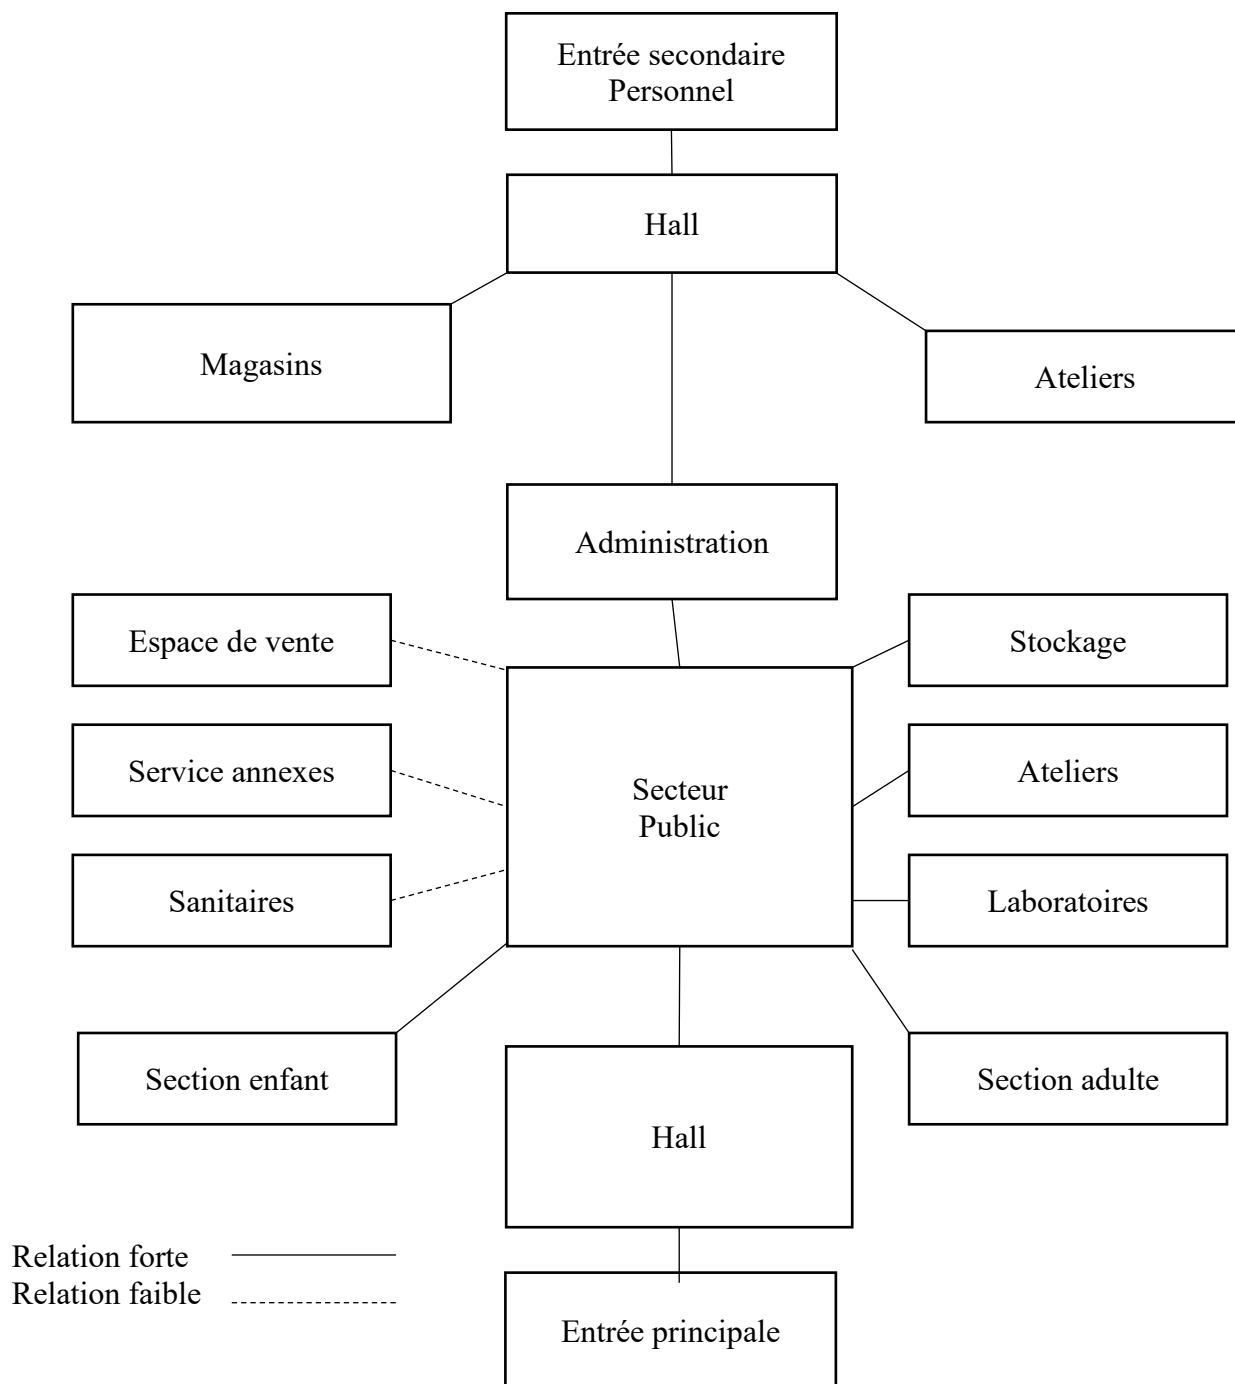 Entrée secondaire
Personnel
Hall
Magasins
Ateliers
Administration
Espace de vente
Stockage
Service annexes
Ateliers
Secteur
Public
Sanitaires
Laboratoires
Section enfant
Section adulte
Hall
Relation forte
Relation faible
Entrée principale